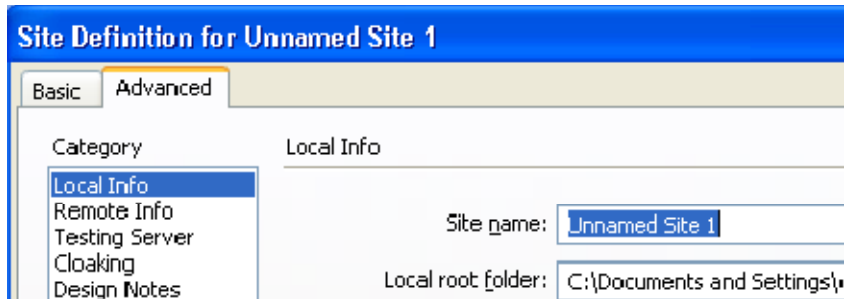 Site Definition for Unnamed Site 1
Basic Advanced
Category
Local Info
Remote Info
Testing Server
Cloaking
Design Notes
Local Info
Site name: Unnamed Site 1
Local root folder: C:\Documents and Settings\